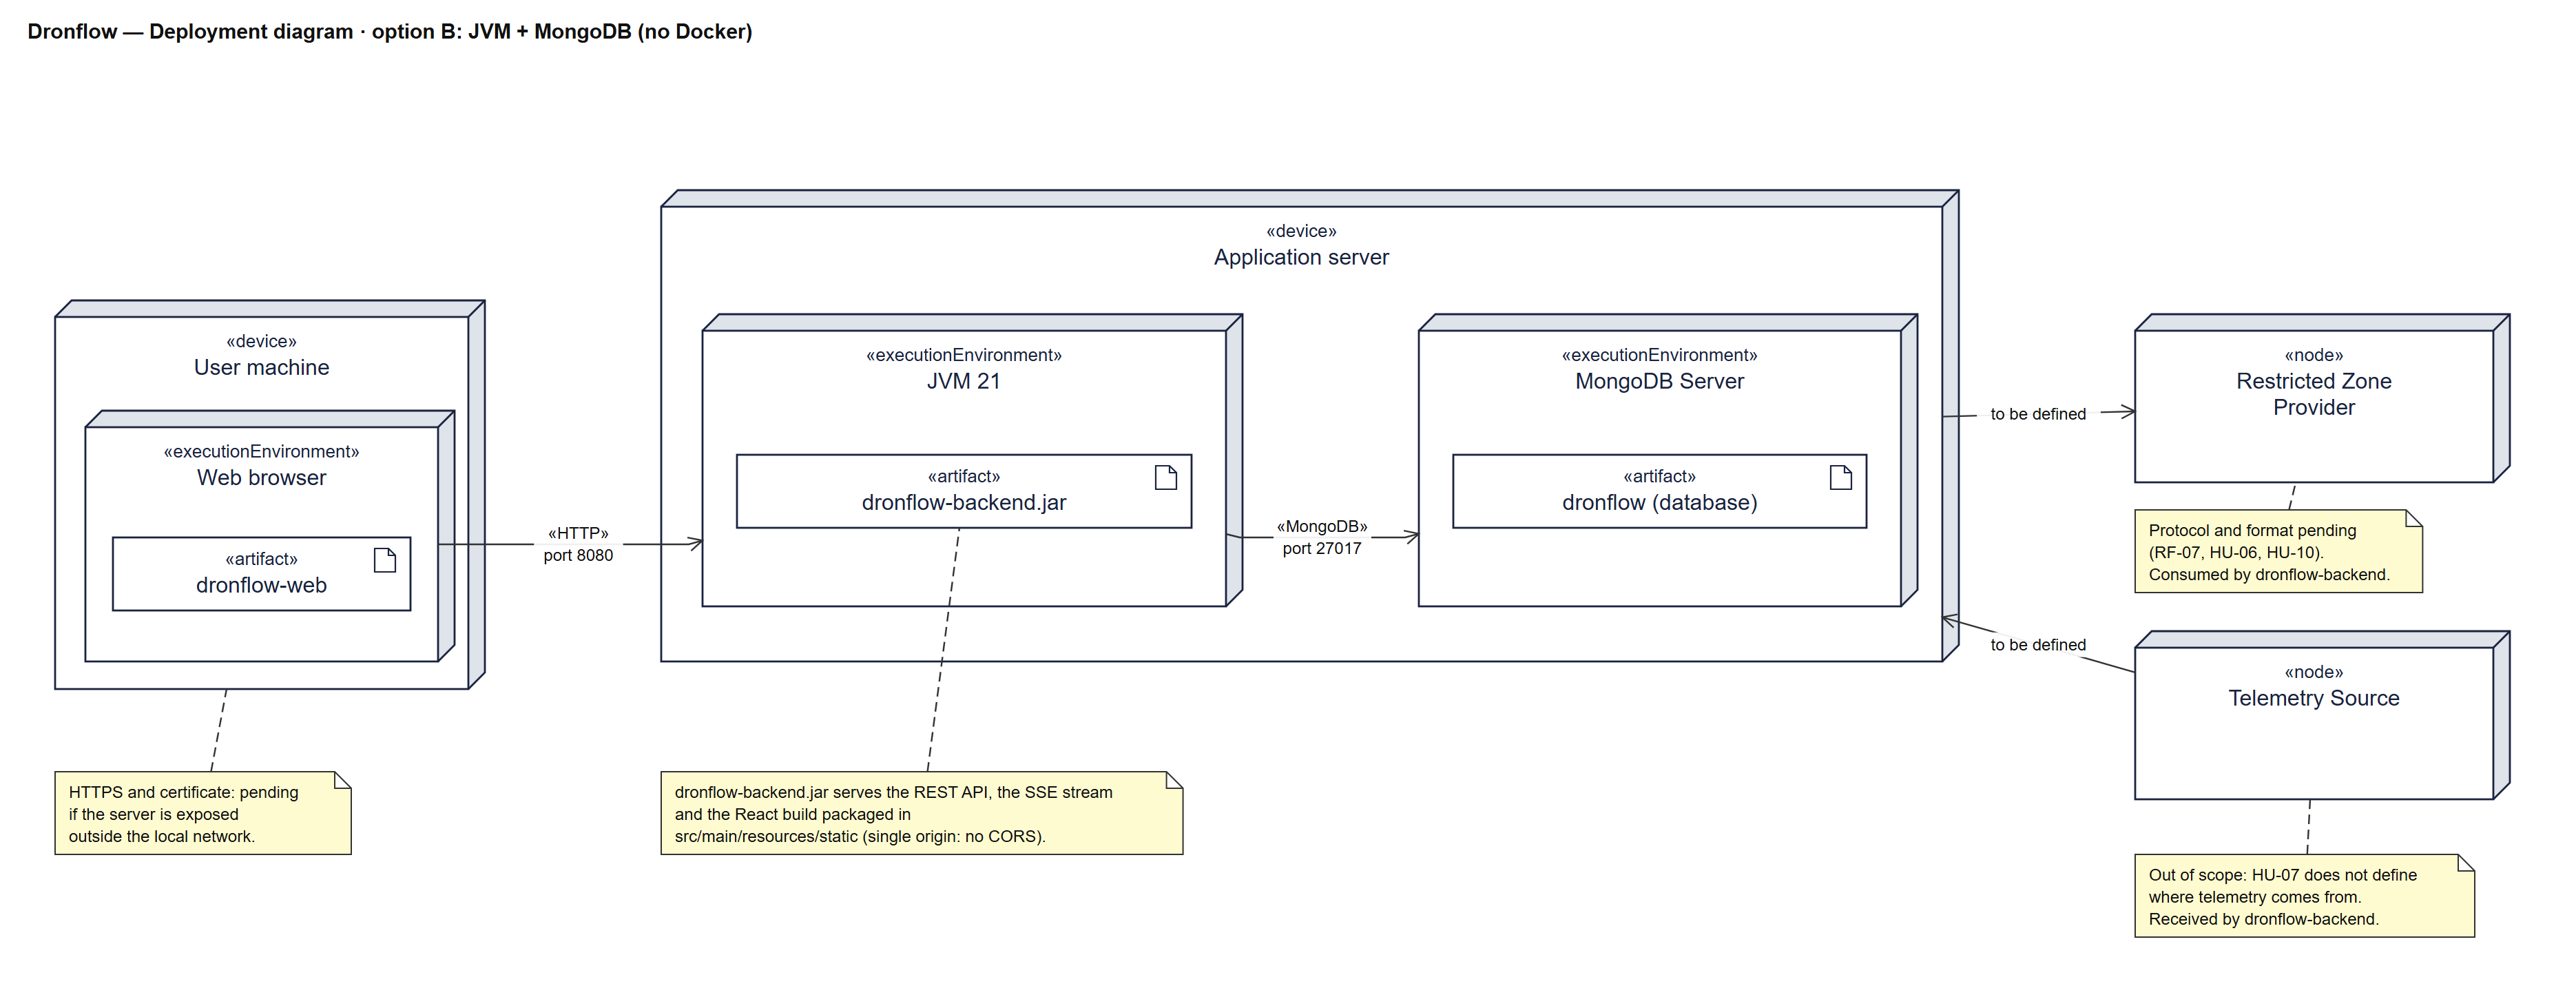 Dronflow — Deployment diagram · option B: JVM + MongoDB (no Docker)
«device»
User machine
«executionEnvironment»
Web browser
«artifact»
dronflow-web
«HTTP»
port 8080
«device»
Application server
«executionEnvironment»
JVM 21
«artifact»
dronflow-backend.jar
«MongoDB»
port 27017
«executionEnvironment»
MongoDB Server
«artifact»
dronflow (database)
to be defined
«node»
Restricted Zone
Provider
Protocol and format pending
(RF-07, HU-06, HU-10).
Consumed by dronflow-backend.
to be defined
«node»
Telemetry Source
HTTPS and certificate: pending
if the server is exposed
outside the local network.
dronflow-backend.jar serves the REST API, the SSE stream
and the React build packaged in
src/main/resources/static (single origin: no CORS).
Out of scope: HU-07 does not define
where telemetry comes from.
Received by dronflow-backend.